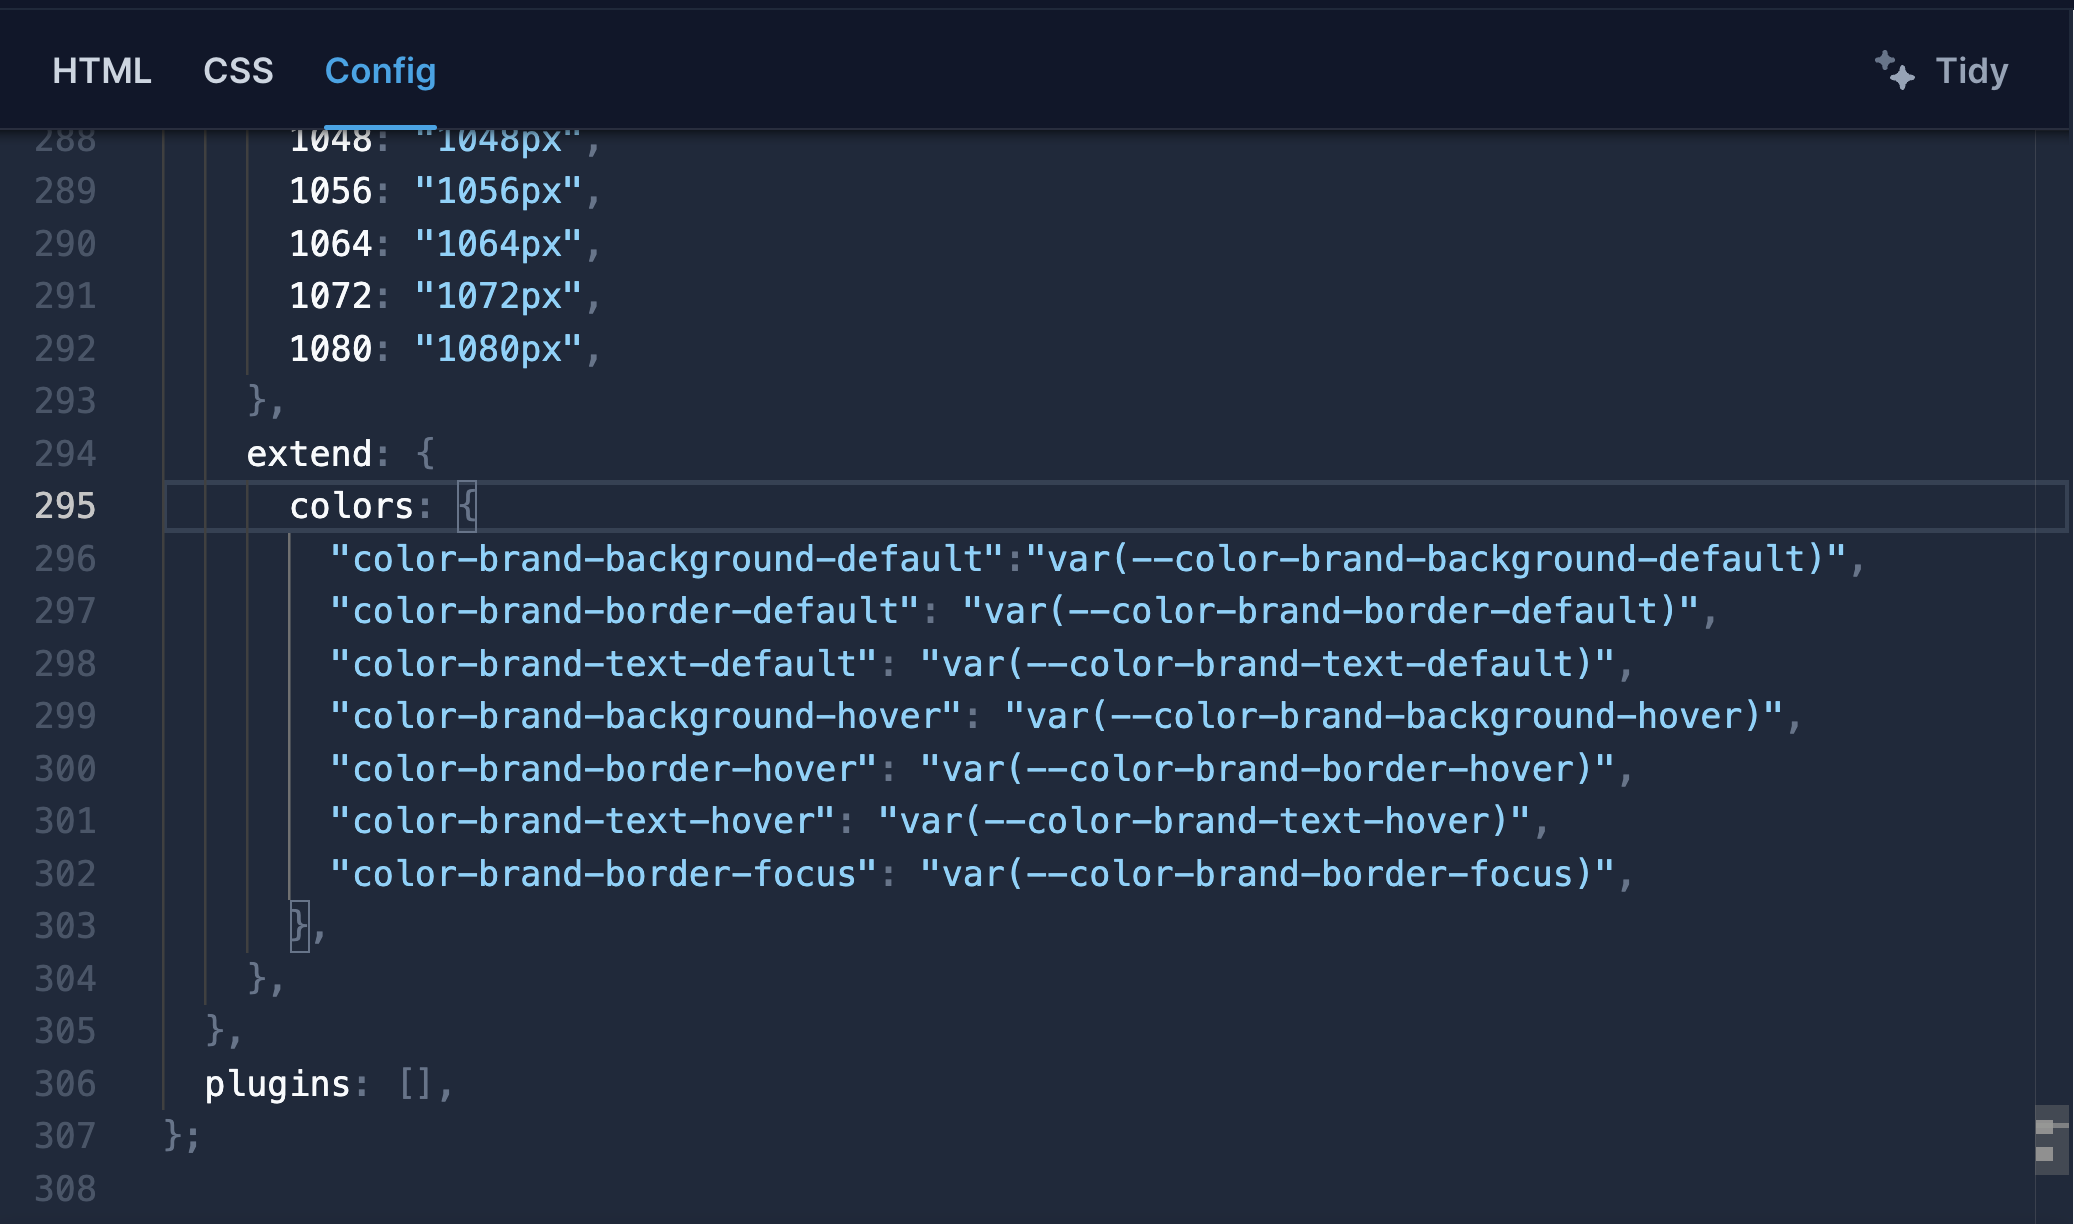 HTML CSS Config Tidy
288 1048: "1048px",
289 1056: "1056px",
290 1064: "1064px",
291 1072: "1072px",
292 1080: "1080px",
293 },
294 extend: {
295 colors: {
296 "color-brand-background-default":"var(--color-brand-background-default)",
297 "color-brand-border-default": "var(--color-brand-border-default)",
298 "color-brand-text-default": "var(--color-brand-text-default)",
299 "color-brand-background-hover": "var(--color-brand-background-hover)",
300 "color-brand-border-hover": "var(--color-brand-border-hover)",
301 "color-brand-text-hover": "var(--color-brand-text-hover)",
302 "color-brand-border-focus": "var(--color-brand-border-focus)",
303 },
304 },
305 },
306 plugins: [],
307 };
308